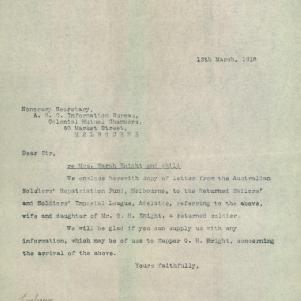 13th March, 1918
Honorary Secretary,
A. R. C. Information Bureau,
Colonial Mutual Chambers,
60 Market Street,
MELBOURNE
Dear Sir,
re Mrs. Sarah Knight and child
We enclose herewith copy of letter from the Australian
Soldiers' Repatriation Fund, Melbourne, to the Returned Sailors'
and Soldiers' Imperial League, Adelaide, referring to the above,
wife and daughter of Mr. G. H. Knight, a returned soldier.
We will be glad if you can supply us with any
information, which may be of use to Sapper G. H. Knight, concerning
the arrival of the above.
Yours faithfully,